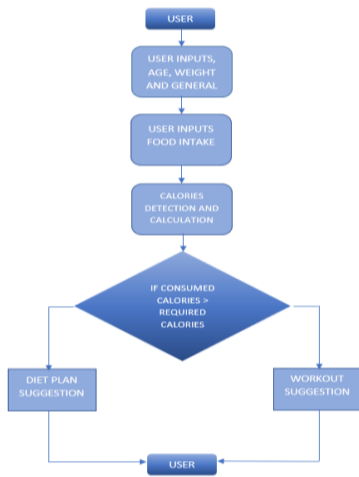 USER
USER INPUTS,
AGE, WEIGHT
AND GENERAL
USER INPUTS
FOOD INTAKE
CALORIES
DETECTION AND
CALCULATION
IF CONSUMED
CALORIES >
REQUIRED
CALORIES
DIET PLAN
SUGGESTION
WORKOUT
SUGGESTION
USER